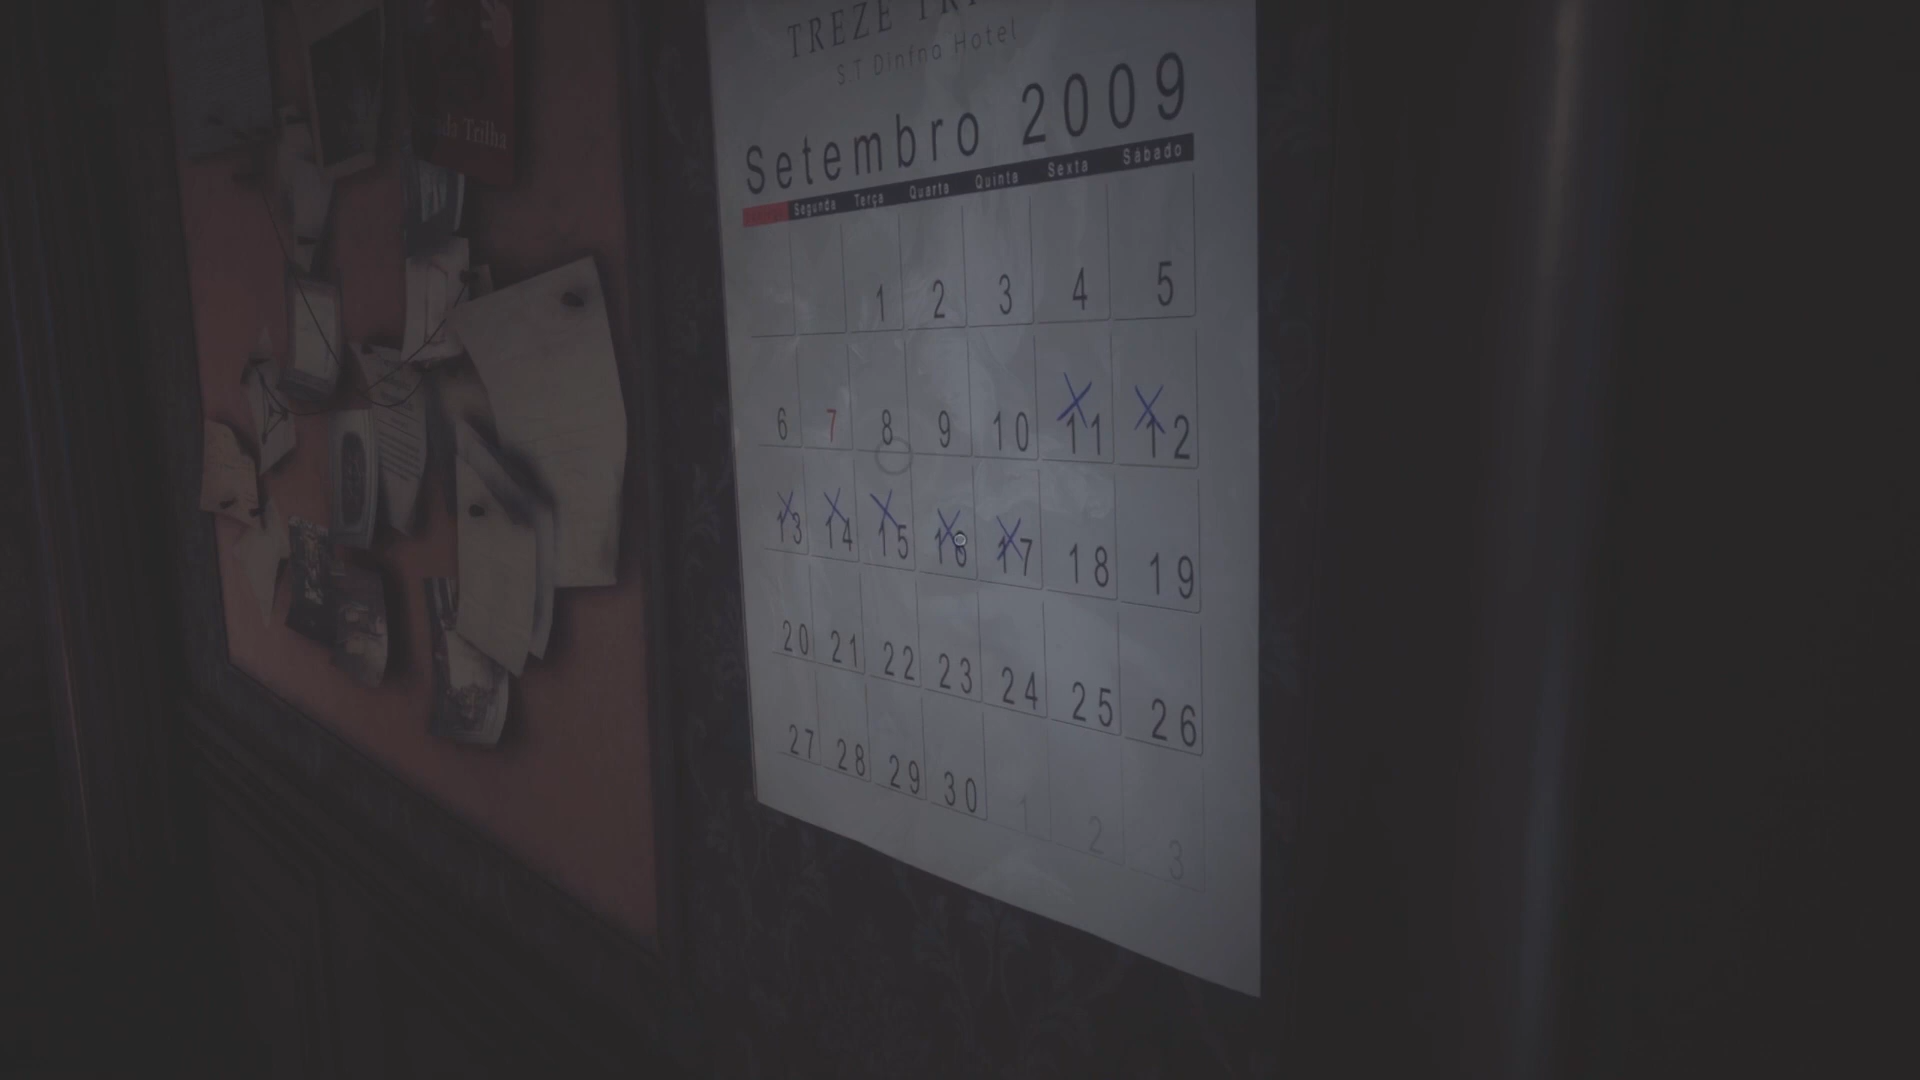 da Trilha
TREZE
S.T Dinfna Hotel
Setembro 2009
Segunda Terça Quarta Quinta Sexta Sábado
1 2 3 4 5
6 7 8 9 10 11 12
13 14 15 16 17 18 19
20 21 22 23 24 25 26
27 28 29 30 1 2 3